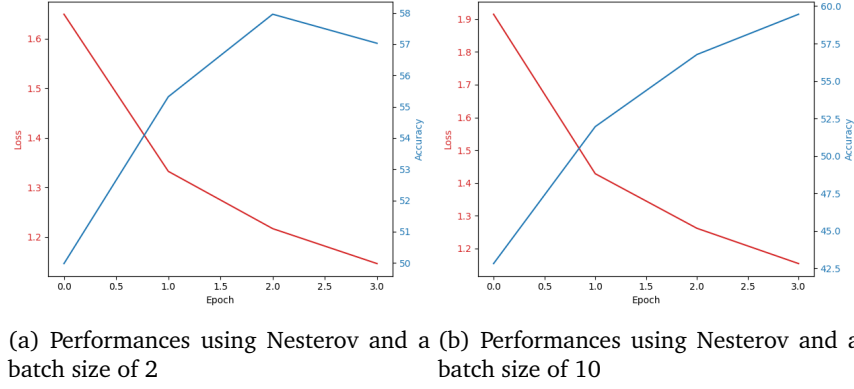 1.6
1.5
1.4
1.3
1.2
Loss
0.0 0.5 1.0 1.5 2.0 2.5 3.0
Epoch
58
57
56
55
54
53
52
51
50
Accuracy
1.9
1.8
1.7
1.6
1.5
1.4
1.3
1.2
Loss
0.0 0.5 1.0 1.5 2.0 2.5 3.0
Epoch
60.0
57.5
55.0
52.5
50.0
47.5
45.0
42.5
Accuracy
(a) Performances using Nesterov and a
batch size of 2
(b) Performances using Nesterov and a
batch size of 10